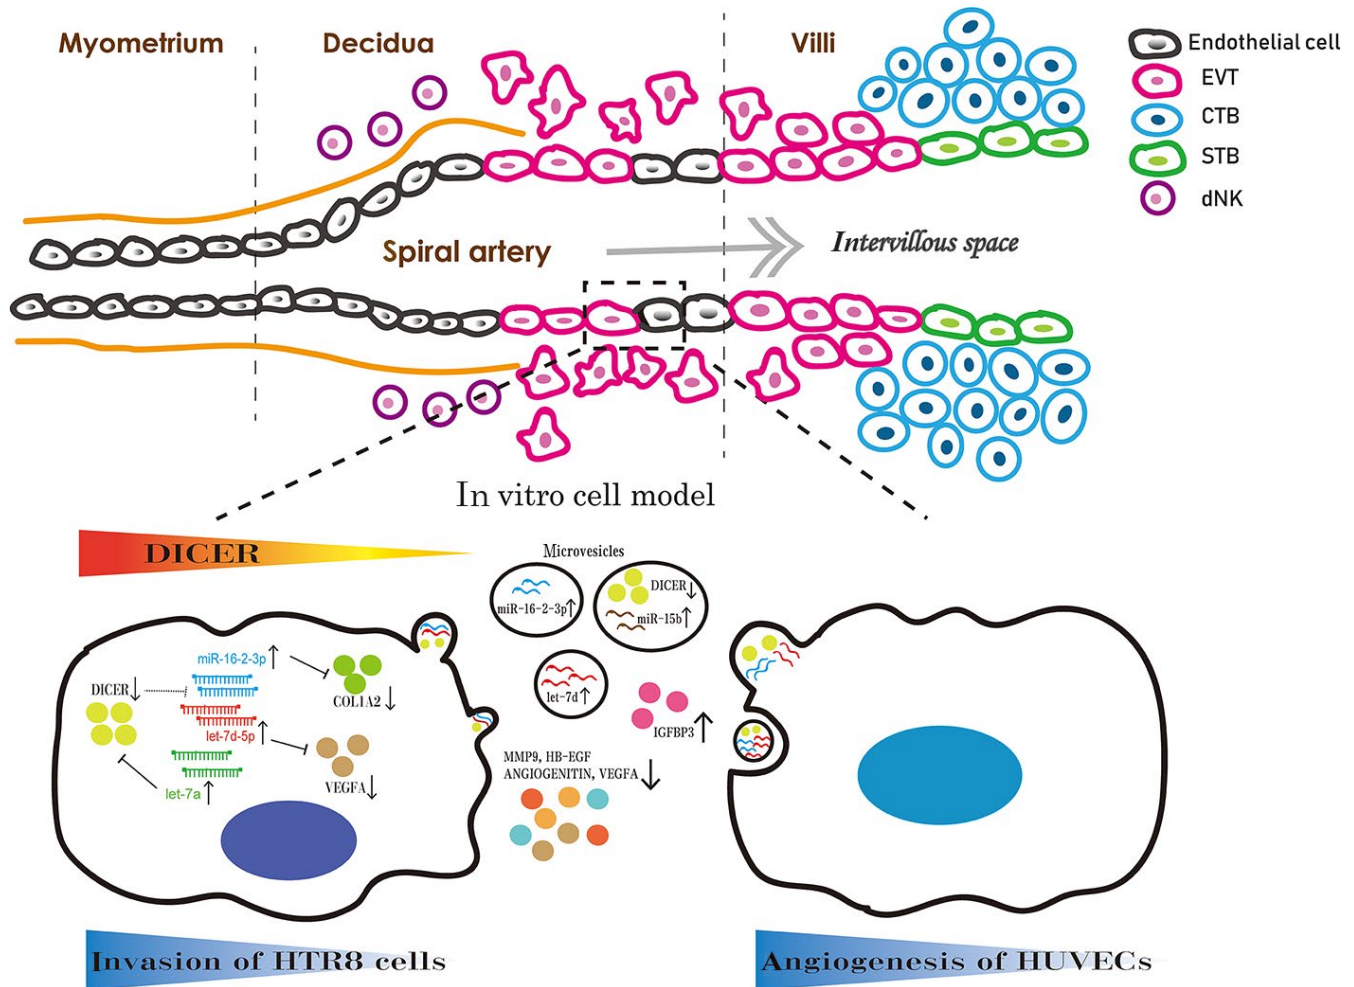 Myometrium
Decidua
Villi
Endothelial cell
EVT
CTB
STB
dNK
Spiral artery
Intervillous space
In vitro cell model
DICER
Microvesicles
miR-16-2-3p↑
DICER↓
miR-15b↑
let-7d↑
IGFBP3↑
MMP9, HB-EGF
ANGIOGENITIN, VEGFA↓
miR-16-2-3p↑
DICER↓
COL1A2↓
let-7d-5p↑
VEGFA↓
let-7a↑
Invasion of HTR8 cells
Angiogenesis of HUVECs